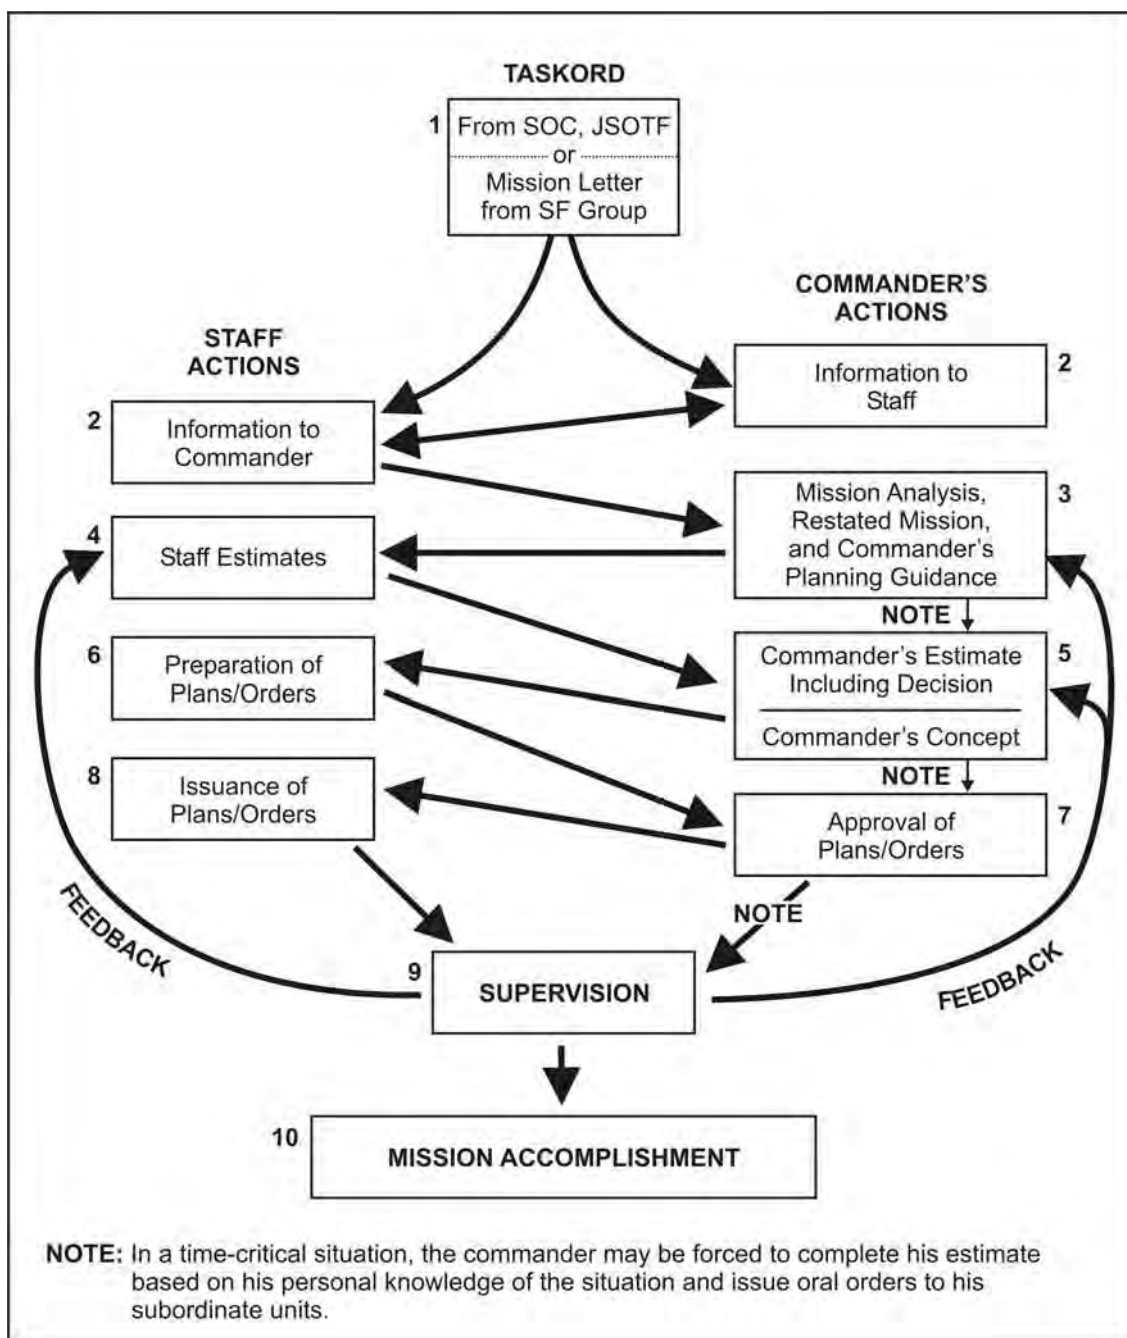 TASKORD
1
From SOC, JSOTF
or
Mission Letter
from SF Group
COMMANDER'S
ACTIONS
STAFF
ACTIONS
2
Information to
Staff
2
Information to
Commander
3
Mission Analysis,
Restated Mission,
and Commander's
Planning Guidance
4
Staff Estimates
NOTE
5
Commander's Estimate
Including Decision
Commander's Concept
6
Preparation of
Plans/Orders
NOTE
7
Approval of
Plans/Orders
8
Issuance of
Plans/Orders
NOTE
FEEDBACK
FEEDBACK
9
SUPERVISION
10
MISSION ACCOMPLISHMENT
NOTE: In a time-critical situation, the commander may be forced to complete his estimate
based on his personal knowledge of the situation and issue oral orders to his
subordinate units.